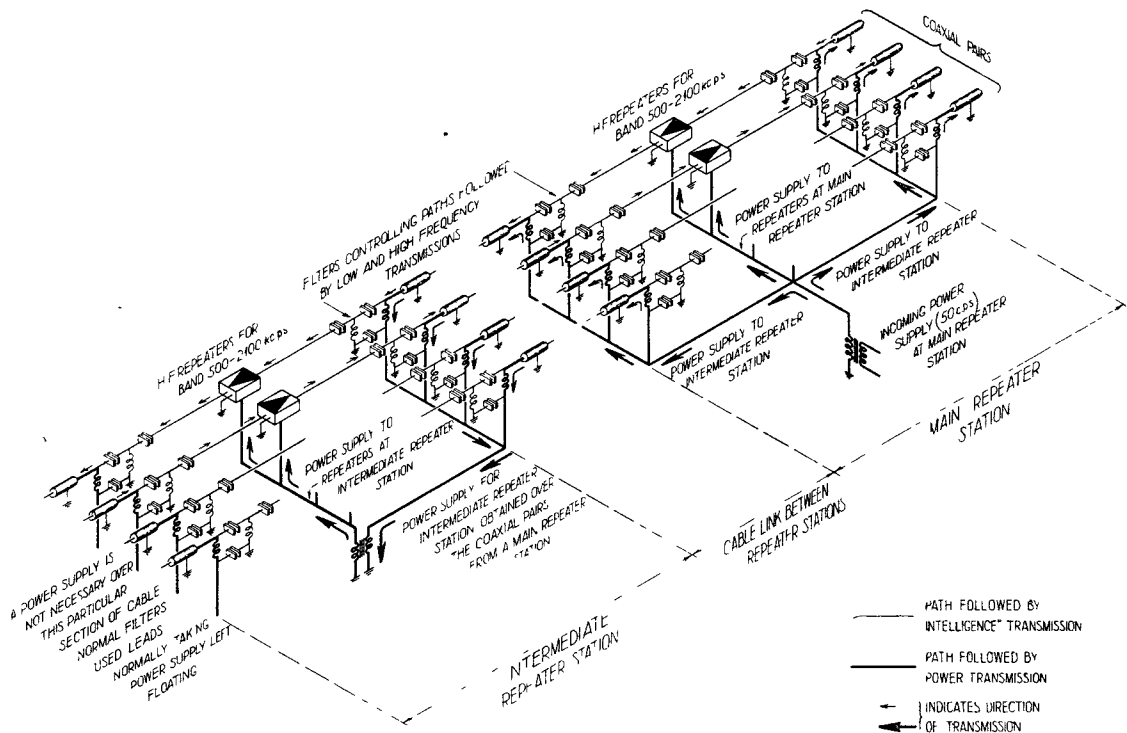 COAXIAL PAIRS
H F REPEATERS FOR
BAND 500-2100 KCPS
FILTERS CONTROLLING PATHS FOLLOWED
BY LOW AND HIGH FREQUENCY
TRANSMISSIONS
POWER SUPPLY TO
REPEATERS AT MAIN
REPEATER STATION
POWER SUPPLY TO
INTERMEDIATE REPEATER
STATION
INCOMING POWER
SUPPLY (50 CPS)
AT MAIN REPEATER
STATION
POWER SUPPLY TO
INTERMEDIATE REPEATER
STATION
MAIN REPEATER
STATION
H F REPEATERS FOR
BAND 500-2100 KCPS
POWER SUPPLY TO
REPEATERS AT
INTERMEDIATE REPEATER
STATION
POWER SUPPLY FOR
INTERMEDIATE REPEATER
STATION OBTAINED OVER
THE COAXIAL PAIRS
FROM A MAIN REPEATER
STATION
CABLE LINK BETWEEN
REPEATER STATIONS
A POWER SUPPLY IS
NOT NECESSARY OVER
THIS PARTICULAR
SECTION OF CABLE
NORMAL FILTERS
USED LEADS
NORMALLY TAKING
POWER SUPPLY LEFT
FLOATING
INTERMEDIATE
REPEATER STATION
PATH FOLLOWED BY
INTELLIGENCE" TRANSMISSION
PATH FOLLOWED BY
POWER TRANSMISSION
INDICATES DIRECTION
OF TRANSMISSION